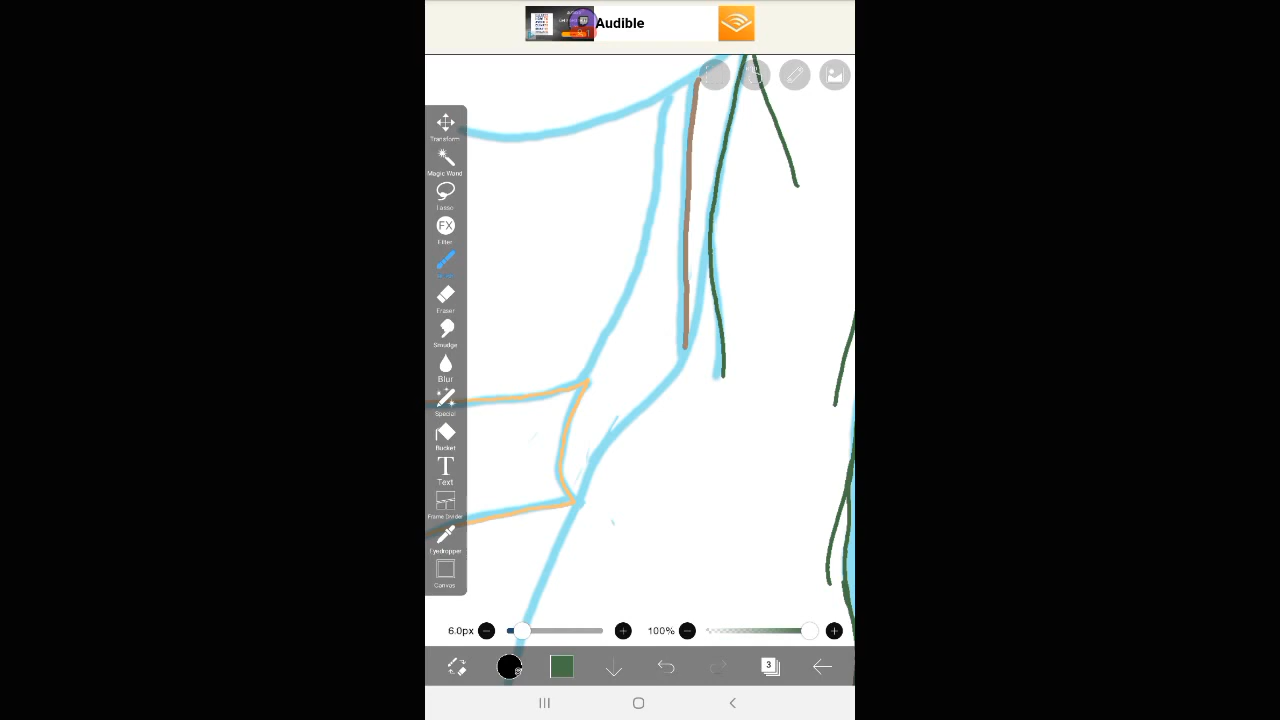 Audible
Transform
Magic Wand
Lasso
FX
Filter
Eraser
Smudge
Blur
Special
Bucket
T
Text
Frame Divider
Eyedropper
Canvas
6.0px
100%
3